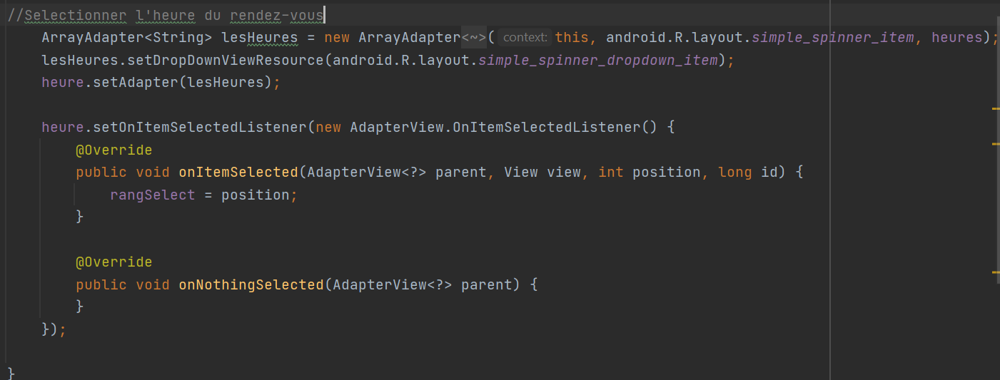 //Selectionner l'heure du rendez-vous
ArrayAdapter<String> lesHeures = new ArrayAdapter<~>( context: this, android.R.layout.simple_spinner_item, heures);
lesHeures.setDropDownViewResource(android.R.layout.simple_spinner_dropdown_item);
heure.setAdapter(lesHeures);
heure.setOnItemSelectedListener(new AdapterView.OnItemSelectedListener() {
@Override
public void onItemSelected(AdapterView<?> parent, View view, int position, long id) {
rangSelect = position;
}
@Override
public void onNothingSelected(AdapterView<?> parent) {
}
});
}